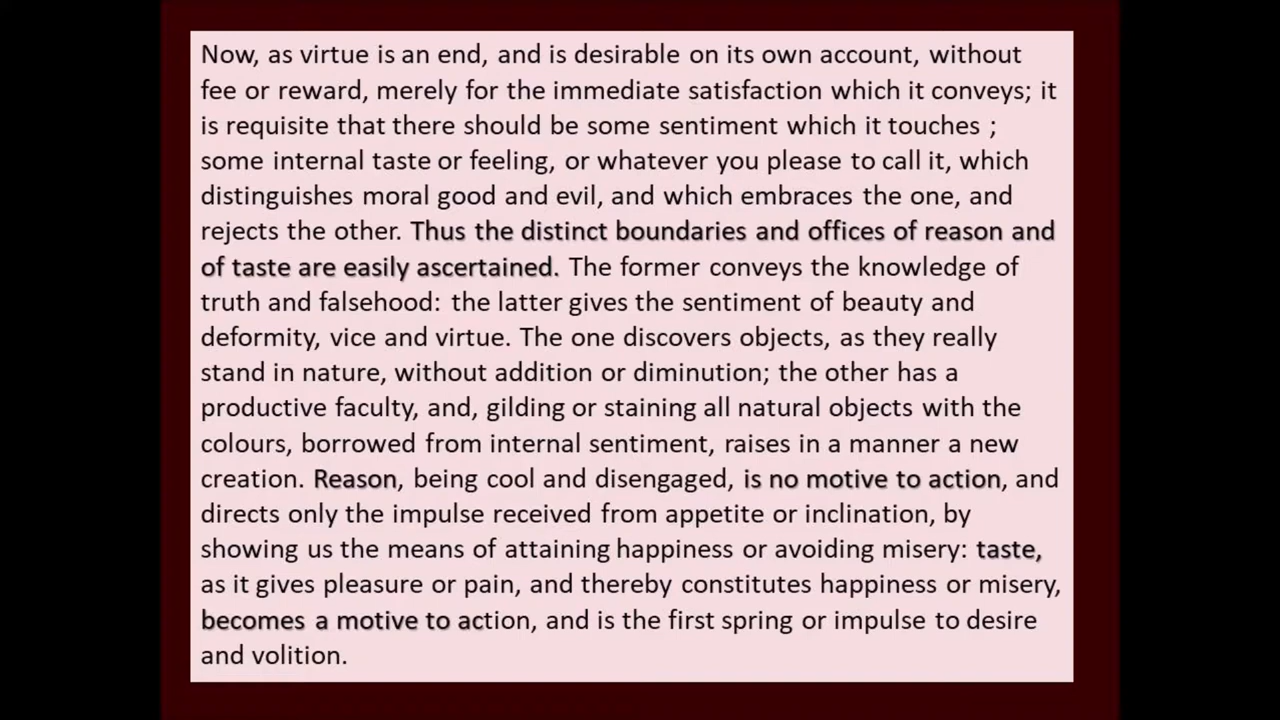 Now, as virtue is an end, and is desirable on its own account, without
fee or reward, merely for the immediate satisfaction which it conveys; it
is requisite that there should be some sentiment which it touches ;
some internal taste or feeling, or whatever you please to call it, which
distinguishes moral good and evil, and which embraces the one, and
rejects the other. Thus the distinct boundaries and offices of reason and
of taste are easily ascertained. The former conveys the knowledge of
truth and falsehood: the latter gives the sentiment of beauty and
deformity, vice and virtue. The one discovers objects, as they really
stand in nature, without addition or diminution; the other has a
productive faculty, and, gilding or staining all natural objects with the
colours, borrowed from internal sentiment, raises in a manner a new
creation. Reason, being cool and disengaged, is no motive to action, and
directs only the impulse received from appetite or inclination, by
showing us the means of attaining happiness or avoiding misery: taste,
as it gives pleasure or pain, and thereby constitutes happiness or misery,
becomes a motive to action, and is the first spring or impulse to desire
and volition.